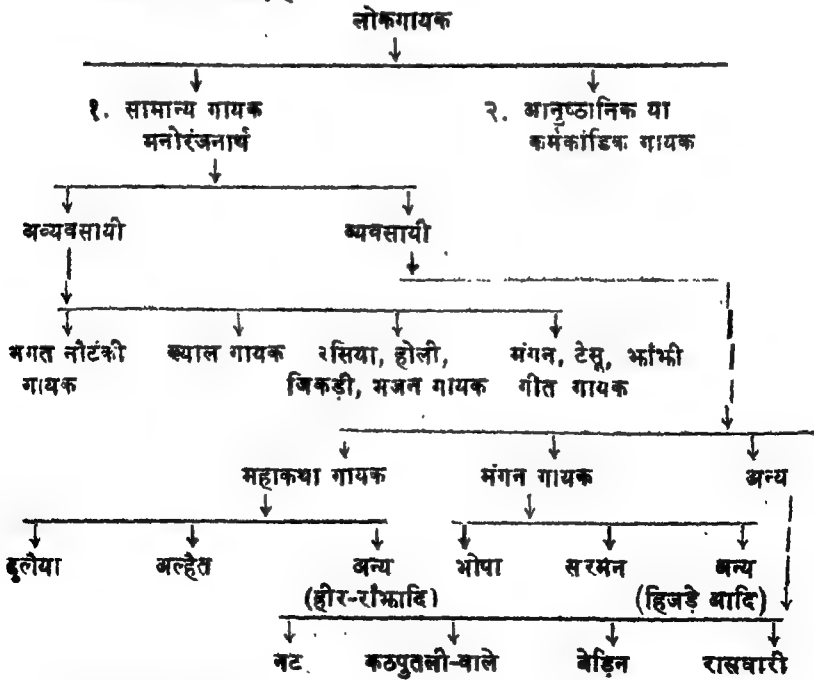 लोकगायक
१. सामान्य गायक
मनोरंजनार्थ
२. आनुष्ठानिक या
कर्मकांडिक गायक
अव्यवसायी
व्यवसायी
भगत नौटंकी
गायक
ख्याल गायक
रसिया, होली,
जिकड़ी, भजन गायक
मंगन, टेसू, झांझी
गीत गायक
महाकथा गायक
मंगन गायक
अन्य
ढुलैया
अल्हैत
अन्य
(हीर-रांझादि)
भोपा
सरमन
अन्य
(हिजड़े आदि)
नट
कठपुतली-वाले
बेड़िन
रासधारी